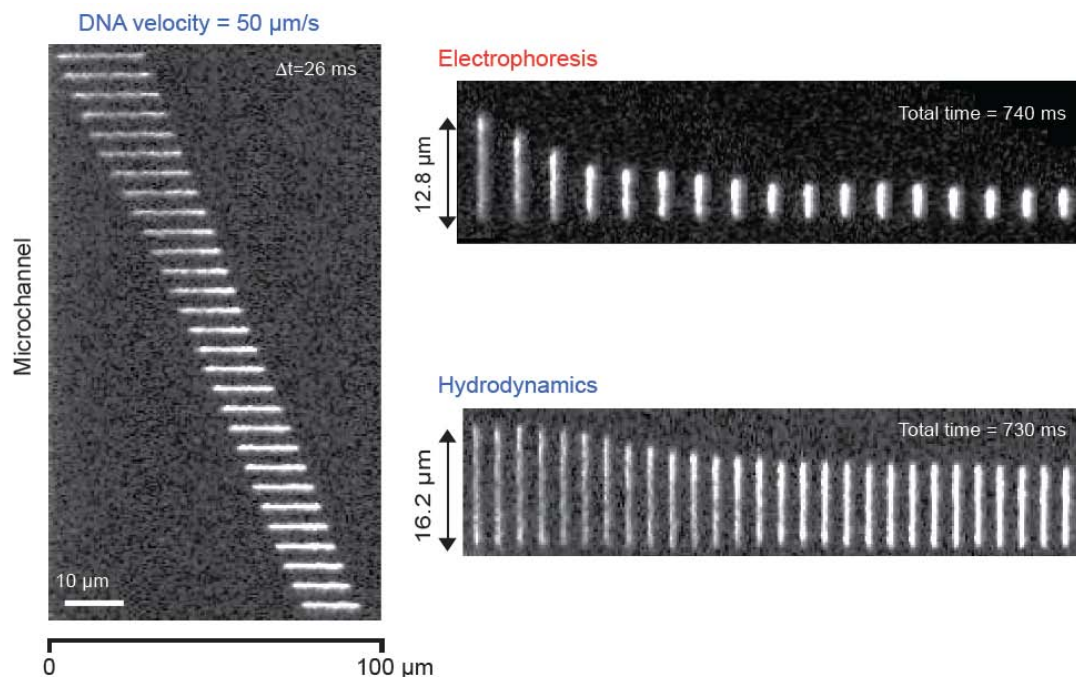 DNA velocity = 50 µm/s
Δt=26 ms
Microchannel
10 µm
0
100 µm
Electrophoresis
Total time = 740 ms
12.8 µm
Hydrodynamics
Total time = 730 ms
16.2 µm